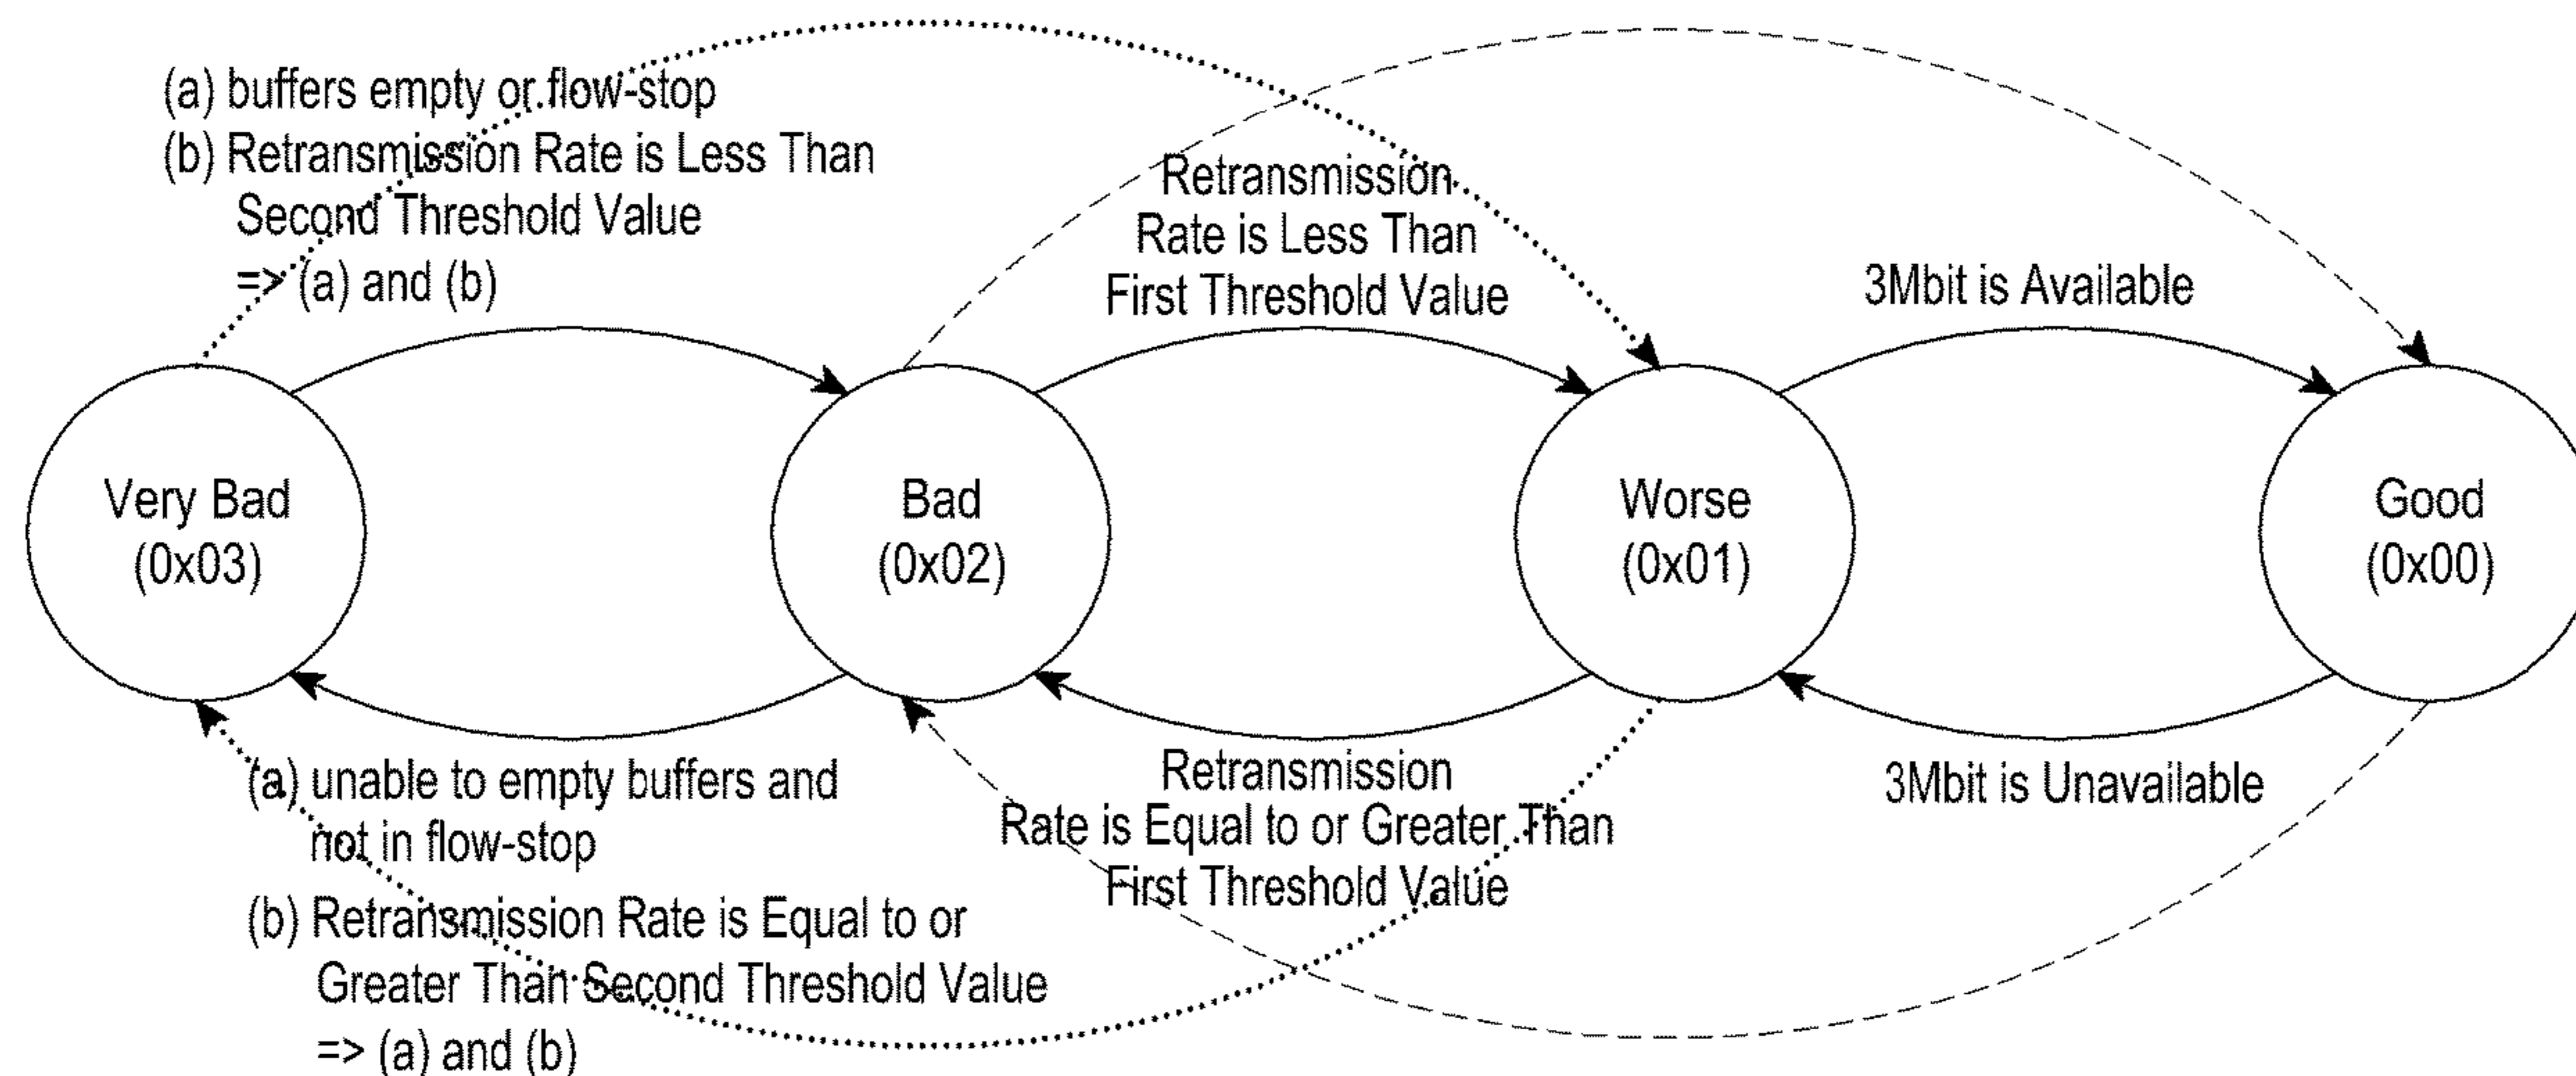 (a) buffers empty or flow-stop
(b) Retransmission Rate is Less Than
Second Threshold Value
=> (a) and (b)
Retransmission
Rate is Less Than
First Threshold Value
3Mbit is Available
Very Bad
(0x03)
Bad
(0x02)
Worse
(0x01)
Good
(0x00)
(a) unable to empty buffers and
not in flow-stop
(b) Retransmission Rate is Equal to or
Greater Than Second Threshold Value
=> (a) and (b)
Retransmission
Rate is Equal to or Greater Than
First Threshold Value
3Mbit is Unavailable